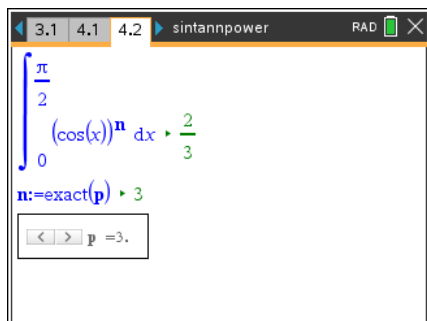 3.1 4.1 4.2 sintannpower RAD
∫₀^(π/2) (cos(x))ⁿ dx ▸ 2/3
n:=exact(p) ▸ 3
< > p =3.